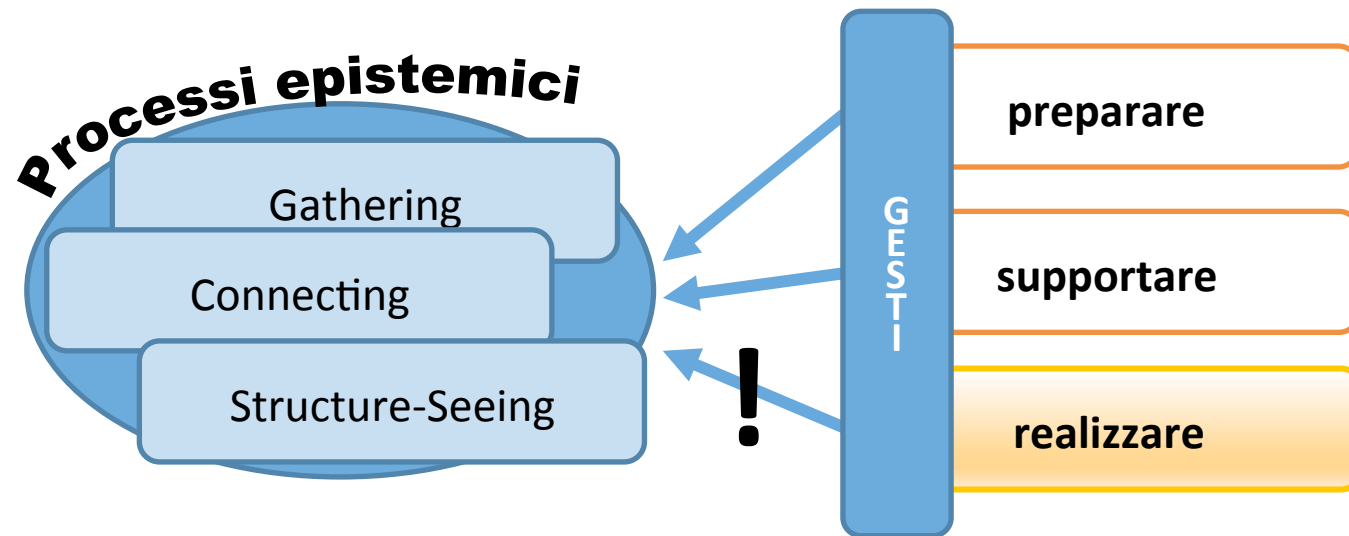 Processi epistemici
Gathering
Connecting
Structure-Seeing
!
GESTI
preparare
supportare
realizzare